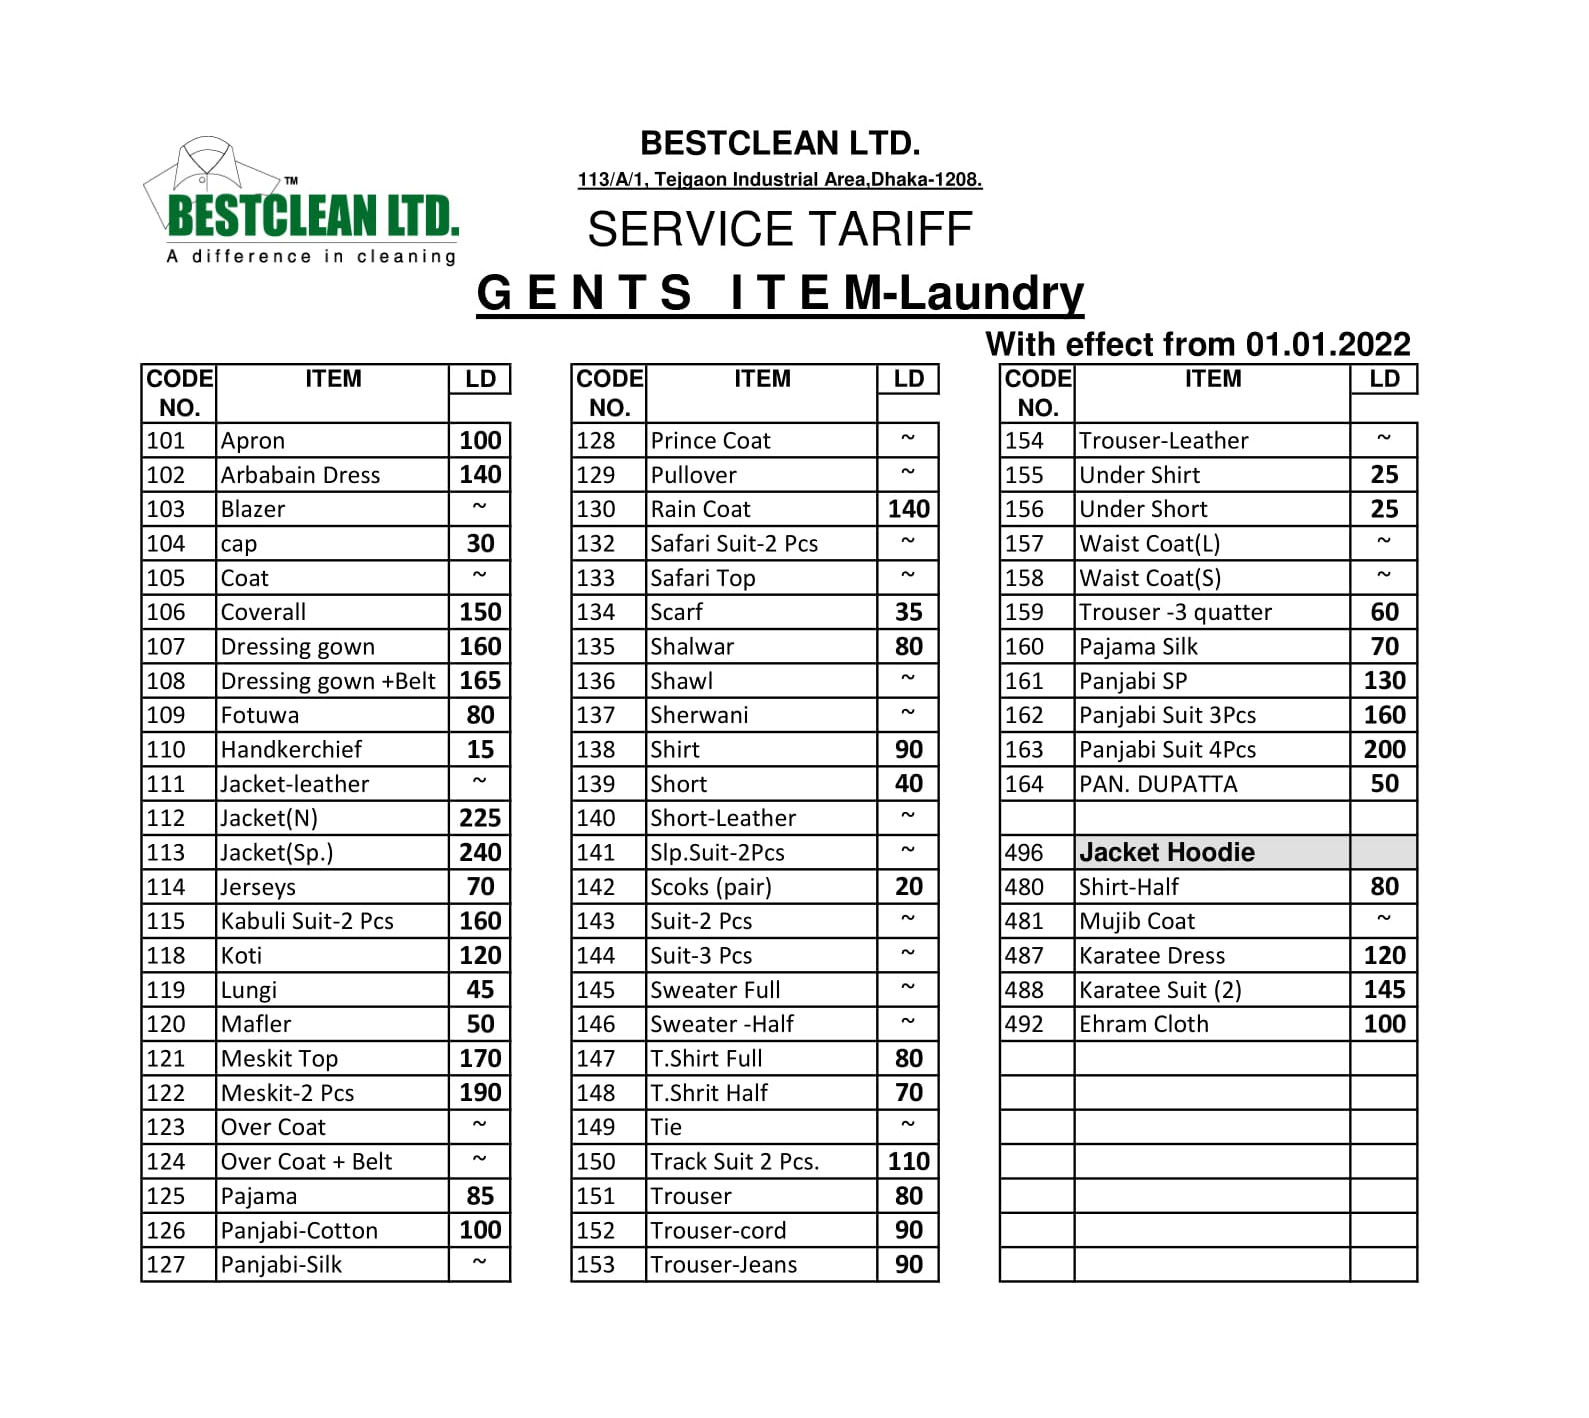 BESTCLEAN LTD.
113/A/1, Tejgaon Industrial Area,Dhaka-1208.
SERVICE TARIFF
GENTS ITEM-Laundry
With effect from 01.01.2022
TM
BESTCLEAN LTD.
A difference in cleaning
CODE NO. ITEM LD
101 Apron 100
102 Arbabain Dress 140
103 Blazer ~
104 cap 30
105 Coat ~
106 Coverall 150
107 Dressing gown 160
108 Dressing gown +Belt 165
109 Fotuwa 80
110 Handkerchief 15
111 Jacket-leather ~
112 Jacket(N) 225
113 Jacket(Sp.) 240
114 Jerseys 70
115 Kabuli Suit-2 Pcs 160
118 Koti 120
119 Lungi 45
120 Mafler 50
121 Meskit Top 170
122 Meskit-2 Pcs 190
123 Over Coat ~
124 Over Coat + Belt ~
125 Pajama 85
126 Panjabi-Cotton 100
127 Panjabi-Silk ~
CODE NO. ITEM LD
128 Prince Coat ~
129 Pullover ~
130 Rain Coat 140
132 Safari Suit-2 Pcs ~
133 Safari Top ~
134 Scarf 35
135 Shalwar 80
136 Shawl ~
137 Sherwani ~
138 Shirt 90
139 Short 40
140 Short-Leather ~
141 Slp.Suit-2Pcs ~
142 Scoks (pair) 20
143 Suit-2 Pcs ~
144 Suit-3 Pcs ~
145 Sweater Full ~
146 Sweater -Half ~
147 T.Shirt Full 80
148 T.Shrit Half 70
149 Tie ~
150 Track Suit 2 Pcs. 110
151 Trouser 80
152 Trouser-cord 90
153 Trouser-Jeans 90
CODE NO. ITEM LD
154 Trouser-Leather ~
155 Under Shirt 25
156 Under Short 25
157 Waist Coat(L) ~
158 Waist Coat(S) ~
159 Trouser -3 quatter 60
160 Pajama Silk 70
161 Panjabi SP 130
162 Panjabi Suit 3Pcs 160
163 Panjabi Suit 4Pcs 200
164 PAN. DUPATTA 50
496 Jacket Hoodie
480 Shirt-Half 80
481 Mujib Coat ~
487 Karatee Dress 120
488 Karatee Suit (2) 145
492 Ehram Cloth 100